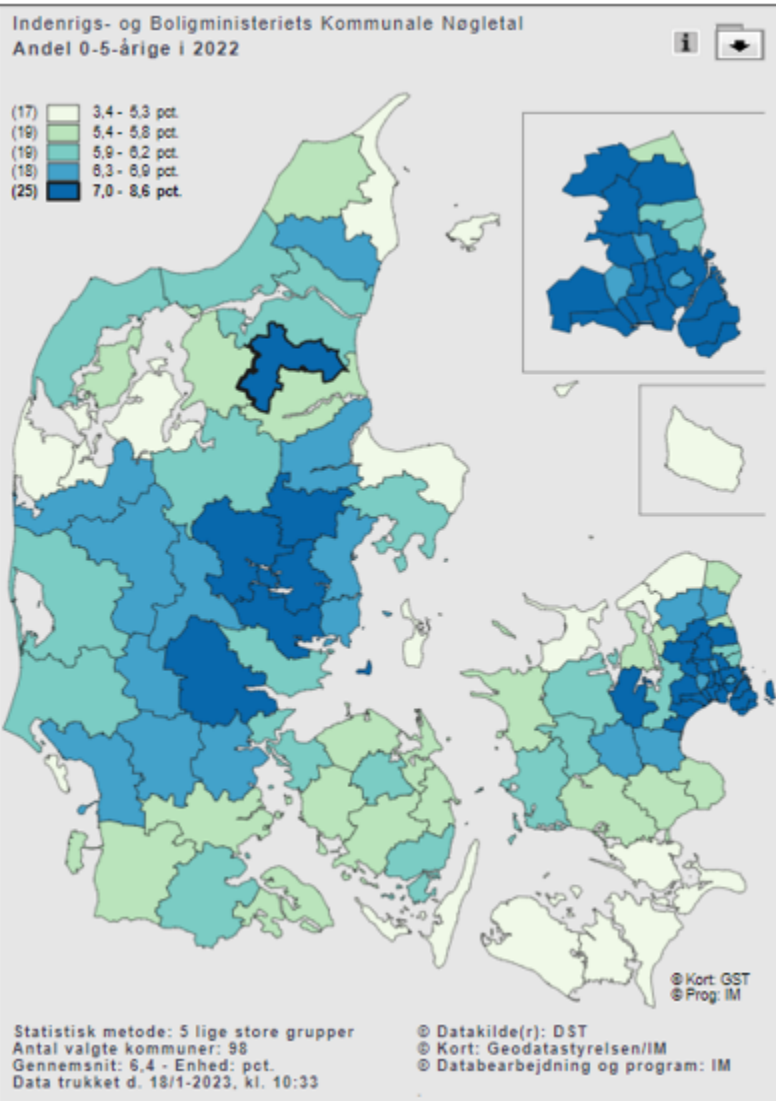 Indenrigs- og Boligministeriets Kommunale Nøgletal
Andel 0-5-årige i 2022
i
(17) 3,4 - 5,3 pct.
(19) 5,4 - 5,8 pct.
(19) 5,9 - 6,2 pct.
(18) 6,3 - 6,9 pct.
(25) 7,0 - 8,6 pct.
© Kort: GST
© Prog: IM
Statistisk metode: 5 lige store grupper
Antal valgte kommuner: 98
Gennemsnit: 6,4 - Enhed: pct.
Data trukket d. 18/1-2023, kl. 10:33
© Datakilde(r): DST
© Kort: Geodatastyrelsen/IM
© Databearbejdning og program: IM